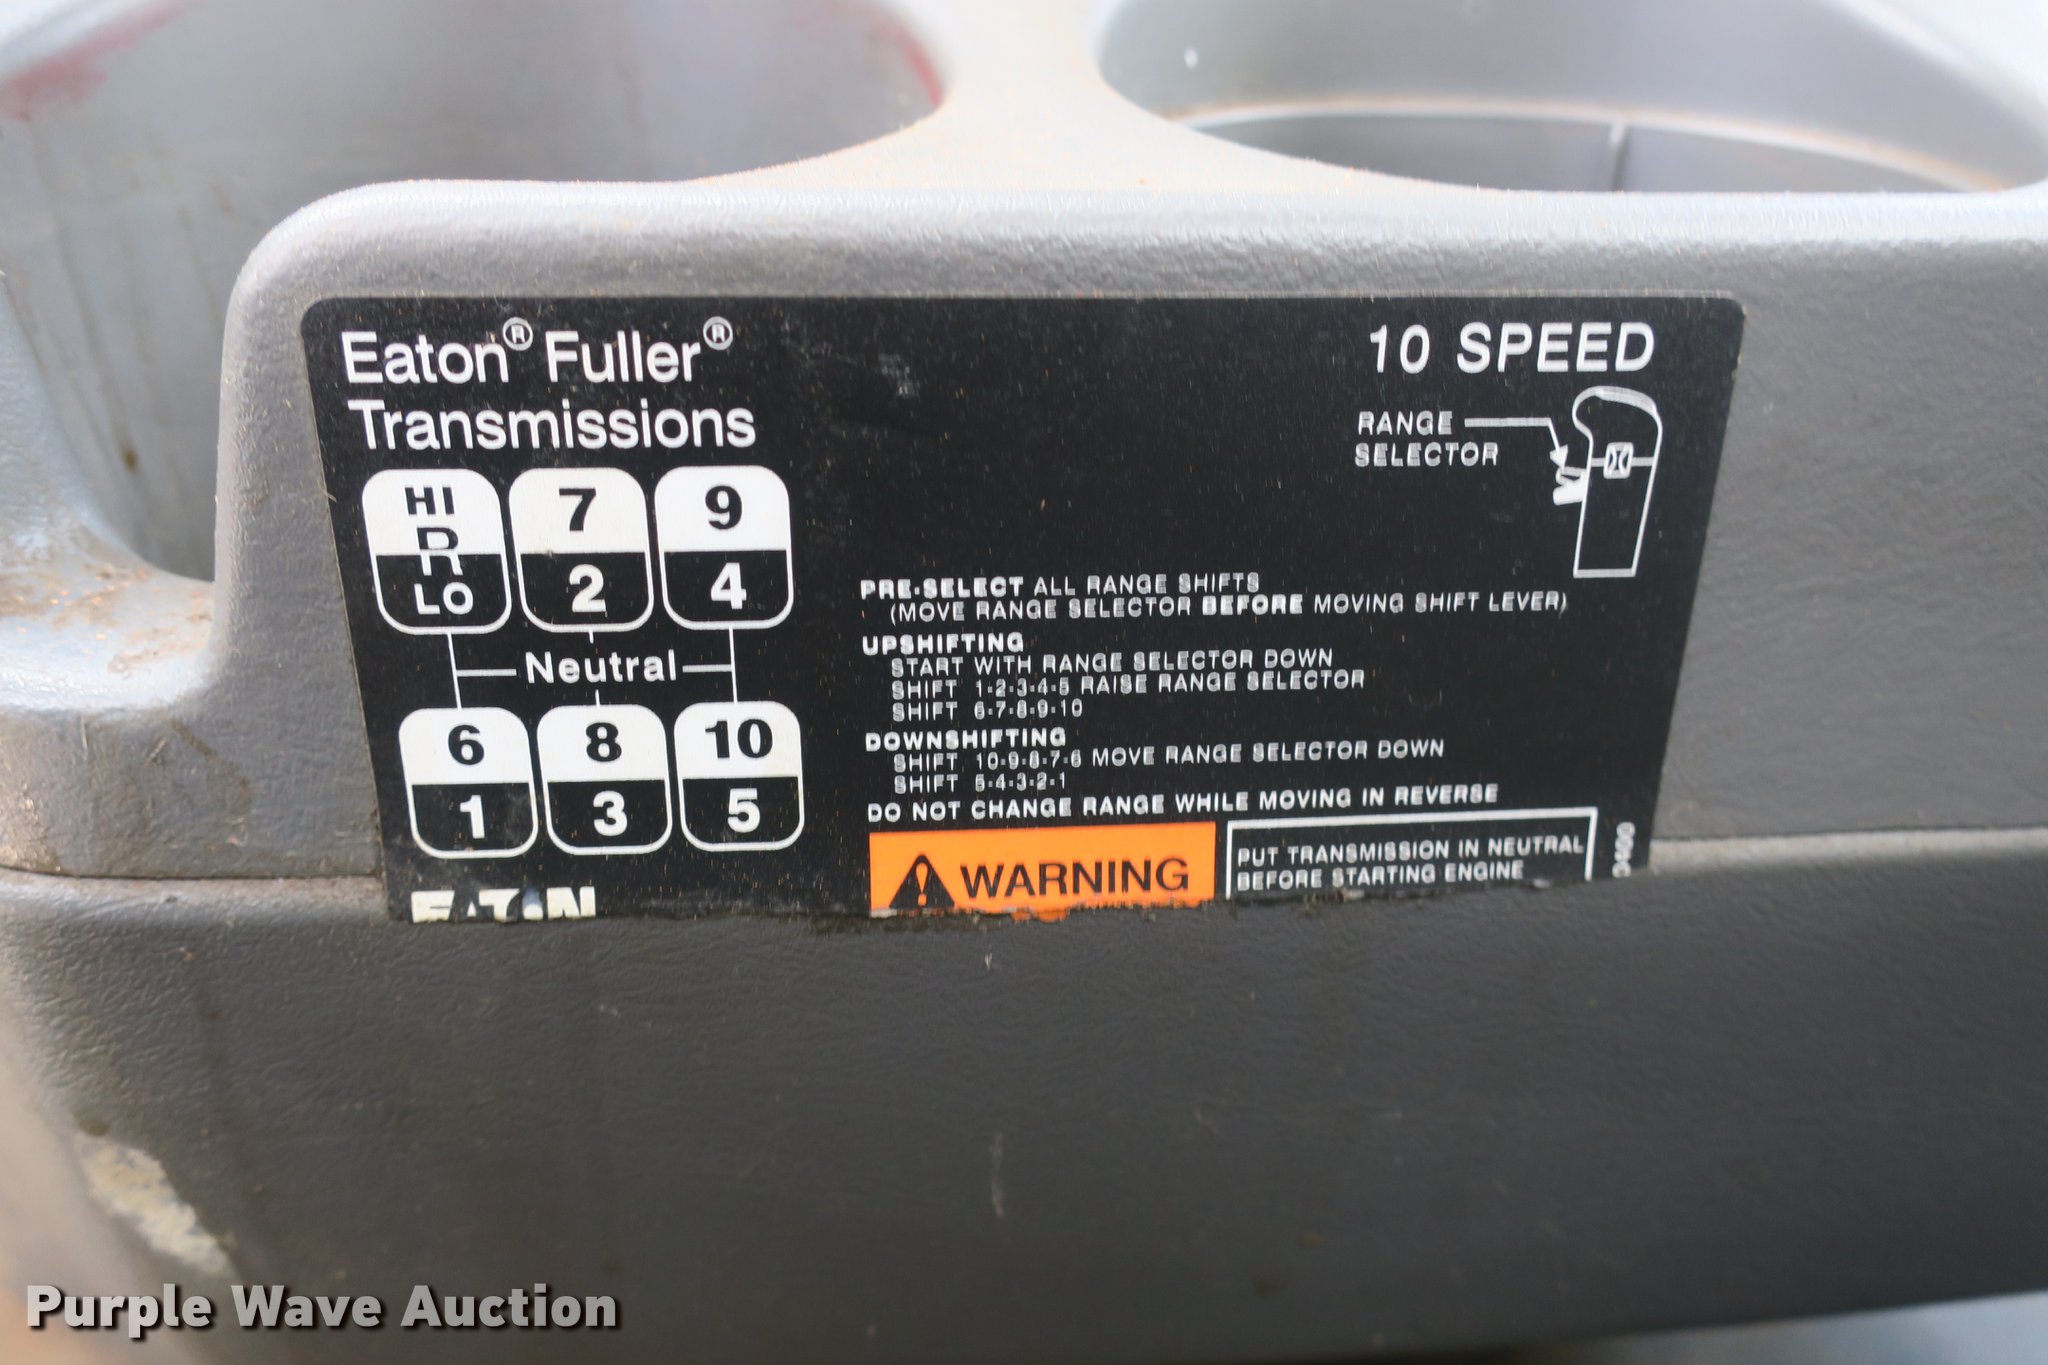 Eaton® Fuller®
Transmissions
HI
R
LO
7
2
9
4
Neutral
6
1
8
3
10
5
EATON
10 SPEED
RANGE
SELECTOR
PRE-SELECT ALL RANGE SHIFTS
(MOVE RANGE SELECTOR BEFORE MOVING SHIFT LEVER)
UPSHIFTING
START WITH RANGE SELECTOR DOWN
SHIFT 1-2-3-4-5 RAISE RANGE SELECTOR
SHIFT 6-7-8-9-10
DOWNSHIFTING
SHIFT 10-9-8-7-6 MOVE RANGE SELECTOR DOWN
SHIFT 5-4-3-2-1
DO NOT CHANGE RANGE WHILE MOVING IN REVERSE
WARNING
PUT TRANSMISSION IN NEUTRAL
BEFORE STARTING ENGINE
Purple Wave Auction